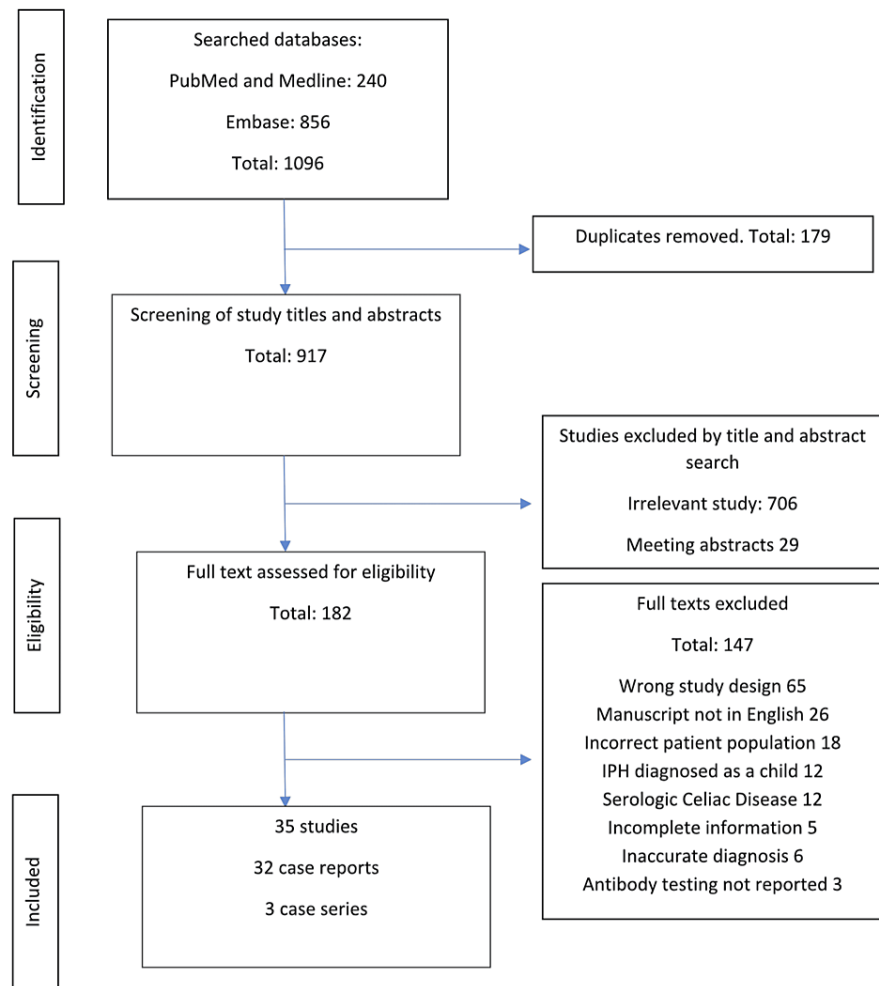 Identification
Searched databases:
PubMed and Medline: 240
Embase: 856
Total: 1096
Duplicates removed. Total: 179
Screening
Screening of study titles and abstracts
Total: 917
Studies excluded by title and abstract
search
Irrelevant study: 706
Meeting abstracts 29
Eligibility
Full text assessed for eligibility
Total: 182
Full texts excluded
Total: 147
Wrong study design 65
Manuscript not in English 26
Incorrect patient population 18
IPH diagnosed as a child 12
Serologic Celiac Disease 12
Incomplete information 5
Inaccurate diagnosis 6
Antibody testing not reported 3
Included
35 studies
32 case reports
3 case series